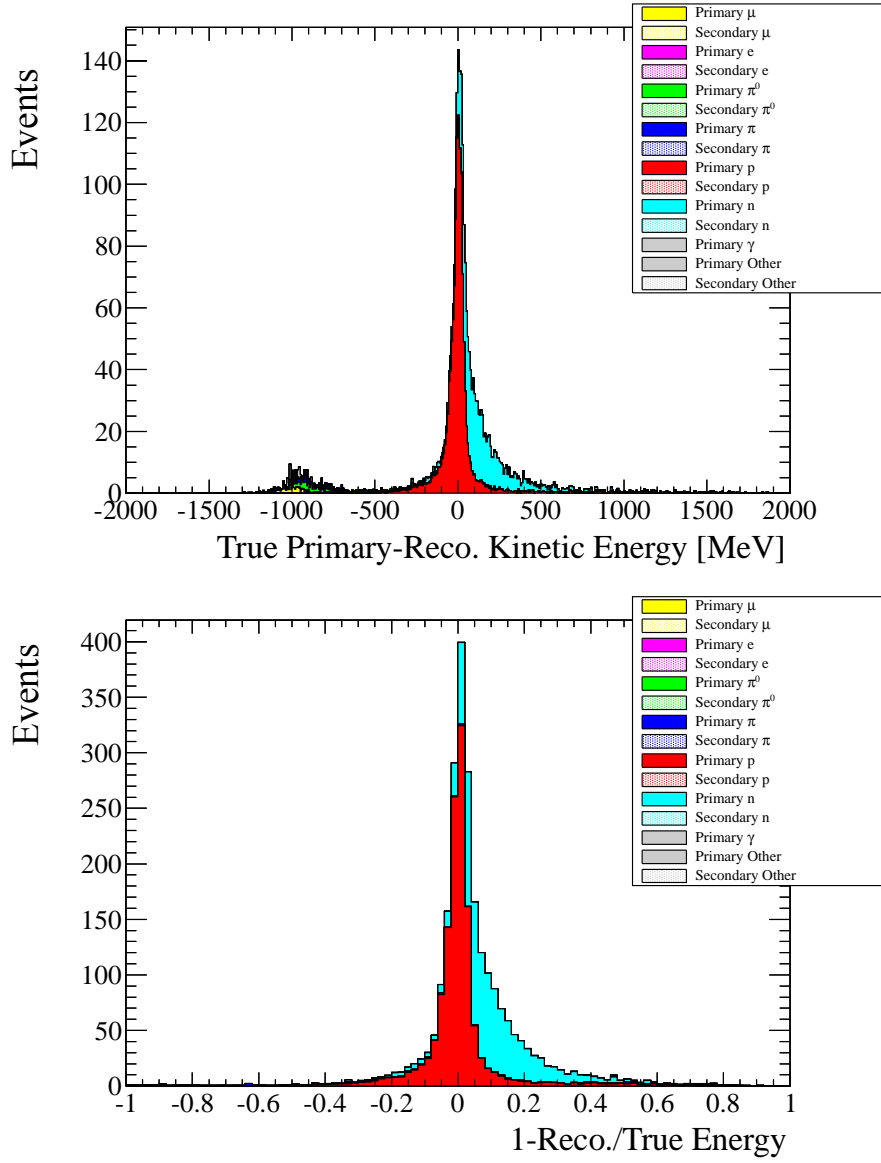 Events
140
120
100
80
60
40
20
0
-2000 -1500 -1000 -500 0 500 1000 1500 2000
True Primary-Reco. Kinetic Energy [MeV]
Primary μ
Secondary μ
Primary e
Secondary e
Primary π⁰
Secondary π⁰
Primary π
Secondary π
Primary p
Secondary p
Primary n
Secondary n
Primary γ
Primary Other
Secondary Other
Events
400
350
300
250
200
150
100
50
0
-1 -0.8 -0.6 -0.4 -0.2 0 0.2 0.4 0.6 0.8 1
1-Reco./True Energy
Primary μ
Secondary μ
Primary e
Secondary e
Primary π⁰
Secondary π⁰
Primary π
Secondary π
Primary p
Secondary p
Primary n
Secondary n
Primary γ
Primary Other
Secondary Other